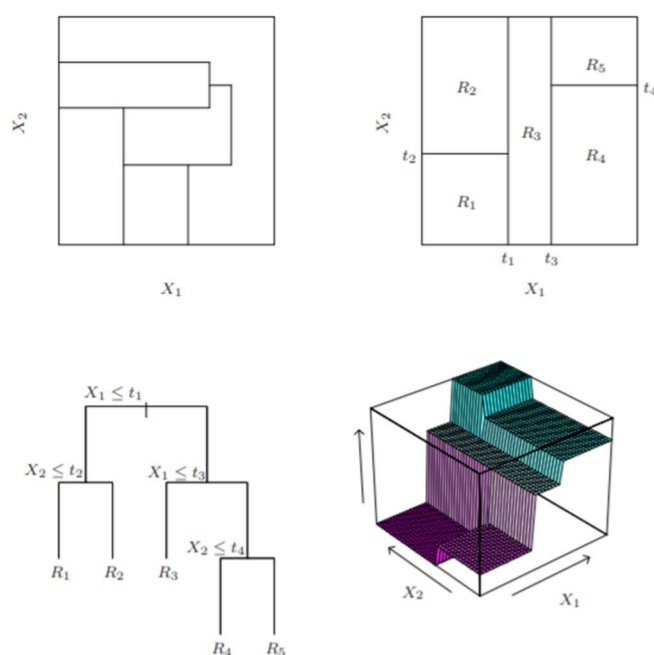 X₂
X₁
R₂
R₅
t₄
X₂
R₃
t₂
R₄
R₁
t₁
t₃
X₁
X₁ ≤ t₁
X₂ ≤ t₂
X₁ ≤ t₃
X₂ ≤ t₄
R₁
R₂
R₃
R₄
R₅
X₂
X₁